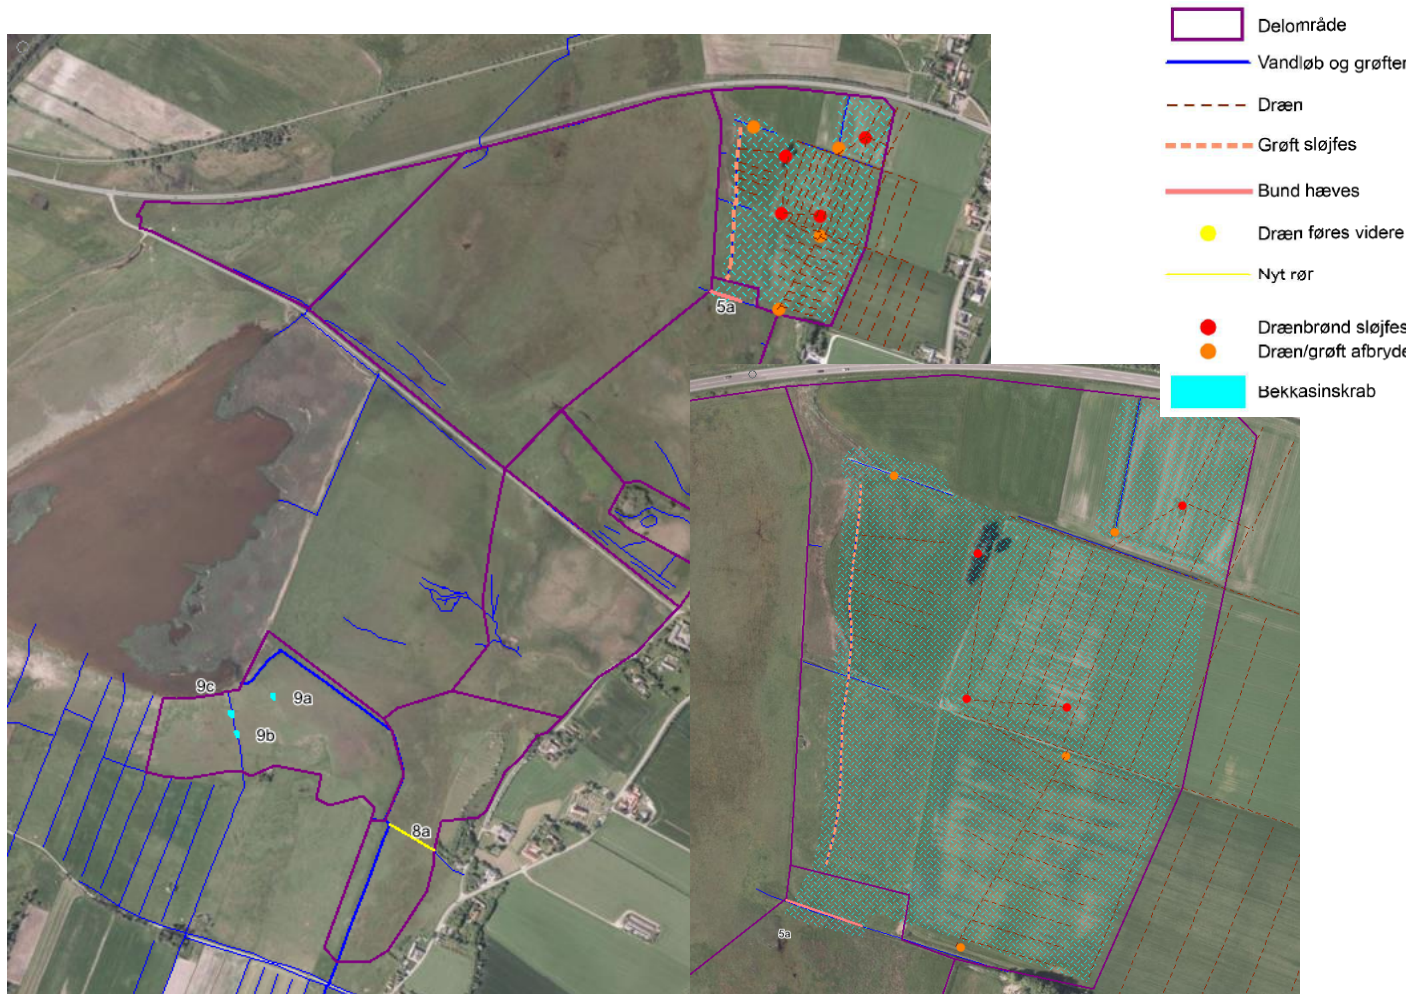 Delområde
Vandløb og grøfter
Dræn
Grøft sløjfes
Bund hæves
Dræn føres videre
Nyt rør
Drænbrønd sløjfes
Dræn/grøft afbryde
Bekkasinskrab
5a
9c
9a
9b
8a
5a